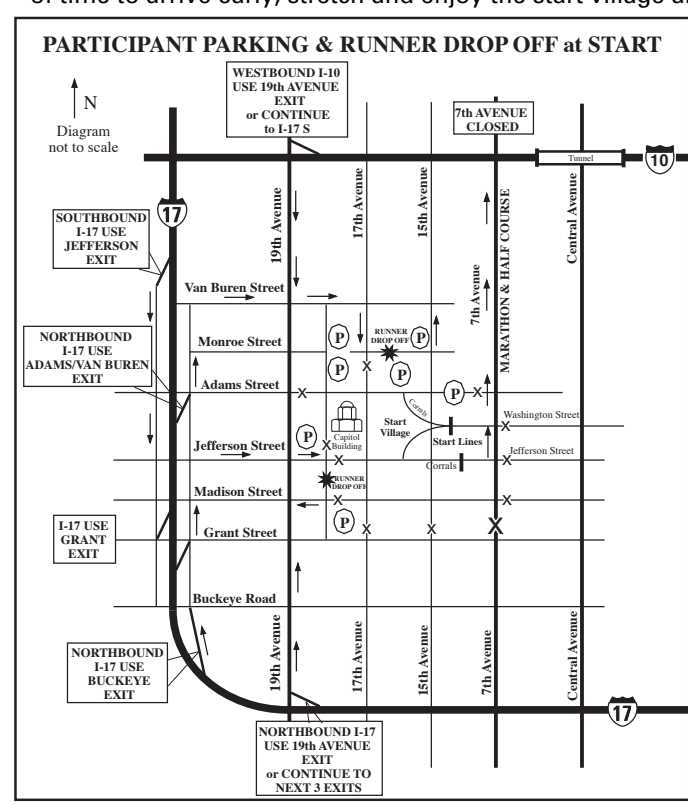 of time to arrive early, stretch and enjoy the start village a
PARTICIPANT PARKING & RUNNER DROP OFF at START
WESTBOUND I-10
USE 19th AVENUE
EXIT
or CONTINUE
to I-17 S
N
Diagram
not to scale
7th AVENUE
CLOSED
Tunnel
10
17
SOUTHBOUND
I-17 USE
JEFFERSON
EXIT
19th Avenue
17th Avenue
15th Avenue
7th Avenue
MARATHON & HALF COURSE
Central Avenue
Van Buren Street
NORTHBOUND
I-17 USE
ADAMS/VAN BUREN
EXIT
Monroe Street
P
RUNNER
DROP OFF
P
P
P
X
Adams Street
X
P
X
Corrals
Start
Village
Washington Street
X
Start Lines
P
Capitol
Building
X
Jefferson Street
X
Corrals
Jefferson Street
X
RUNNER
DROP OFF
Madison Street
X
X
I-17 USE
GRANT
EXIT
P
Grant Street
X
X
X
Buckeye Road
NORTHBOUND
I-17 USE
BUCKEYE
EXIT
19th Avenue
17th Avenue
15th Avenue
7th Avenue
Central Avenue
17
NORTHBOUND I-17
USE 19th AVENUE
EXIT
or CONTINUE TO
NEXT 3 EXITS